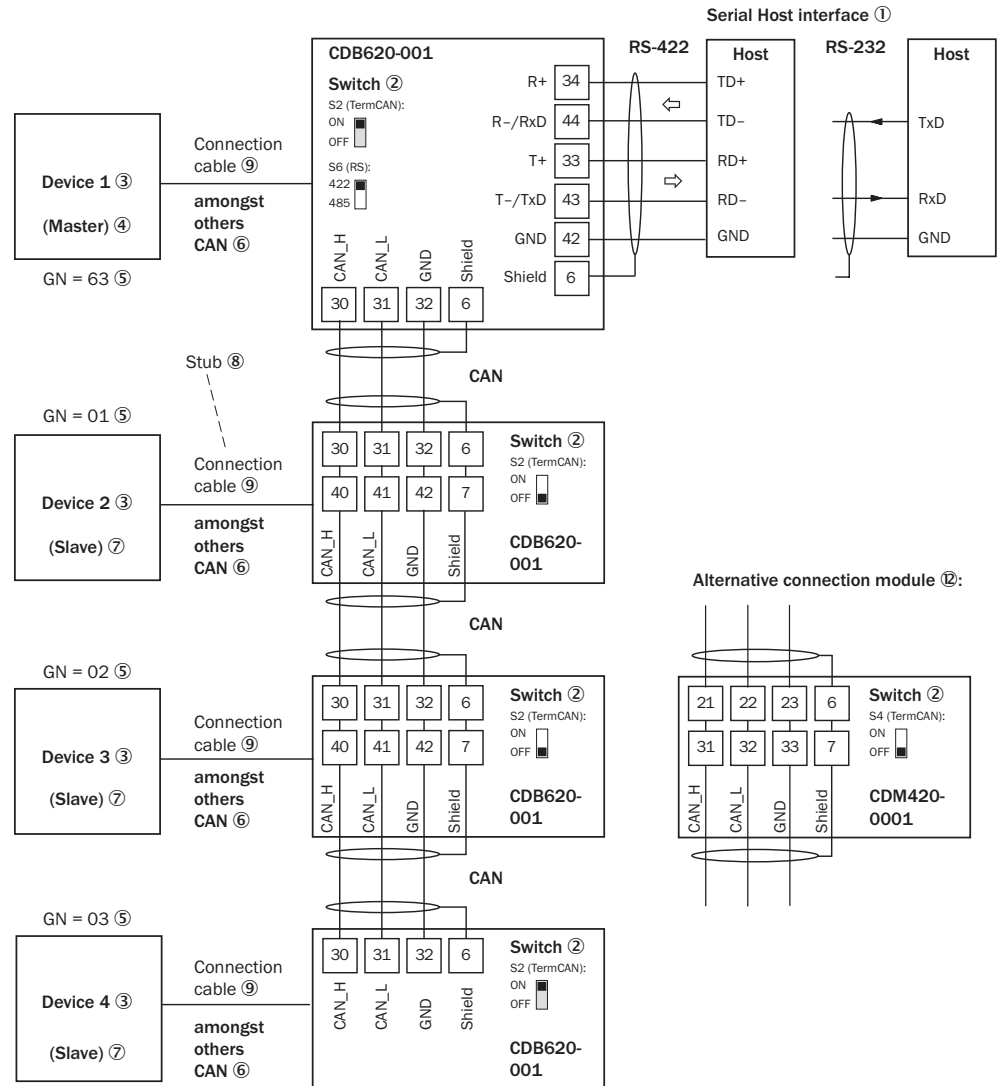 Serial Host interface ①
CDB620-001
Switch ②
S2 (TermCAN):
ON
OFF
S6 (RS):
422
485
R+ 34
R–/RxD 44
T+ 33
T–/TxD 43
GND 42
Shield 6
CAN_H
CAN_L
GND
Shield
30 31 32 6
RS-422
Host
TD+
TD–
RD+
RD–
GND
RS-232
Host
TxD
RxD
GND
Device 1 ③
(Master) ④
GN = 63 ⑤
Connection
cable ⑨
amongst
others
CAN ⑥
CAN
Stub ⑧
GN = 01 ⑤
Device 2 ③
(Slave) ⑦
Connection
cable ⑨
amongst
others
CAN ⑥
30 31 32 6
40 41 42 7
CAN_H
CAN_L
GND
Shield
Switch ②
S2 (TermCAN):
ON
OFF
CDB620-
001
CAN
GN = 02 ⑤
Device 3 ③
(Slave) ⑦
Connection
cable ⑨
amongst
others
CAN ⑥
30 31 32 6
40 41 42 7
CAN_H
CAN_L
GND
Shield
Switch ②
S2 (TermCAN):
ON
OFF
CDB620-
001
CAN
Alternative connection module ⑫:
21 22 23 6
31 32 33 7
CAN_H
CAN_L
GND
Shield
Switch ②
S4 (TermCAN):
ON
OFF
CDM420-
0001
GN = 03 ⑤
Device 4 ③
(Slave) ⑦
Connection
cable ⑨
amongst
others
CAN ⑥
30 31 32 6
CAN_H
CAN_L
GND
Shield
Switch ②
S2 (TermCAN):
ON
OFF
CDB620-
001